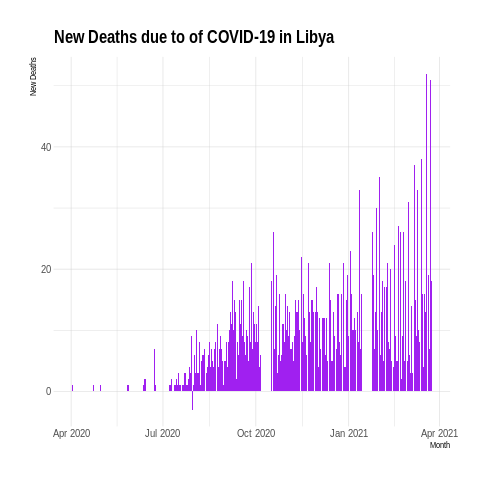 New Deaths due to of COVID-19 in Libya
New Deaths
40
20
0
Apr 2020 Jul 2020 Oct 2020 Jan 2021 Apr 2021
Month